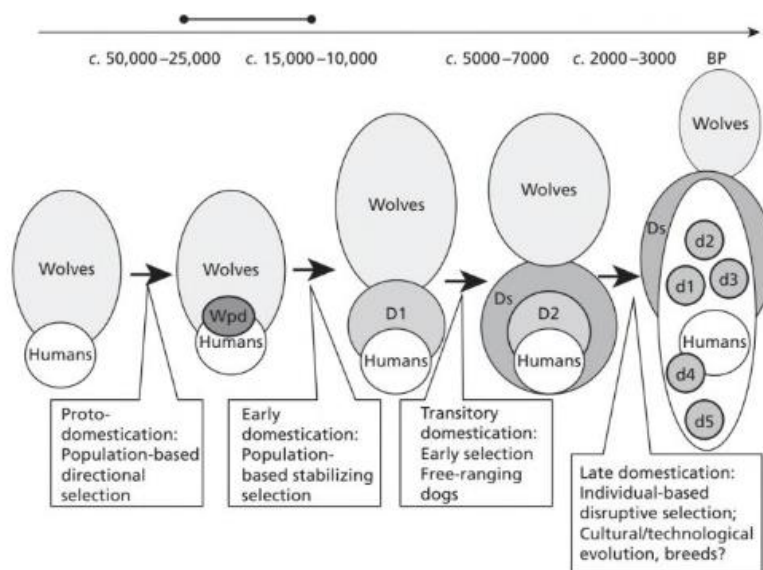 c. 50,000–25,000 c. 15,000–10,000 c. 5000–7000 c. 2000–3000 BP
Wolves
Humans
Wolves
Wpd
Humans
Wolves
D1
Humans
Wolves
Ds
D2
Humans
Wolves
Ds
d2
d1
d3
Humans
d4
d5
Proto-
domestication:
Population-based
directional
selection
Early
domestication:
Population-
based stabilizing
selection
Transitory
domestication:
Early selection
Free-ranging
dogs
Late domestication:
Individual-based
disruptive selection;
Cultural/technological
evolution, breeds?